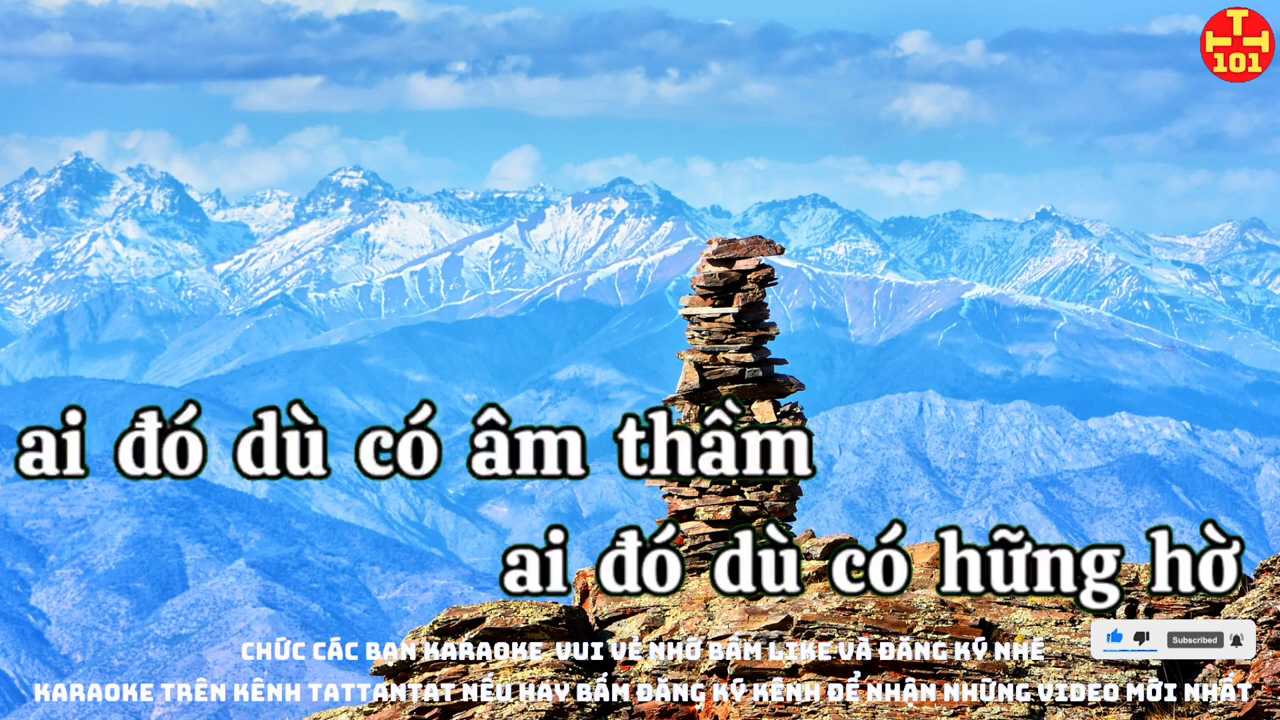 T
TT
101
ai đó dù có âm thầm
ai đó dù có hững hờ
Subscribed
CHÚC CÁC BẠN KARAOKE VUI VẺ NHỚ BẤM LIKE VÀ ĐĂNG KÝ NHÉ
KARAOKE TRÊN KÊNH TATTANTAT NẾU HAY BẤM ĐĂNG KÝ KÊNH ĐỂ NHẬN NHỮNG VIDEO MỚI NHẤT